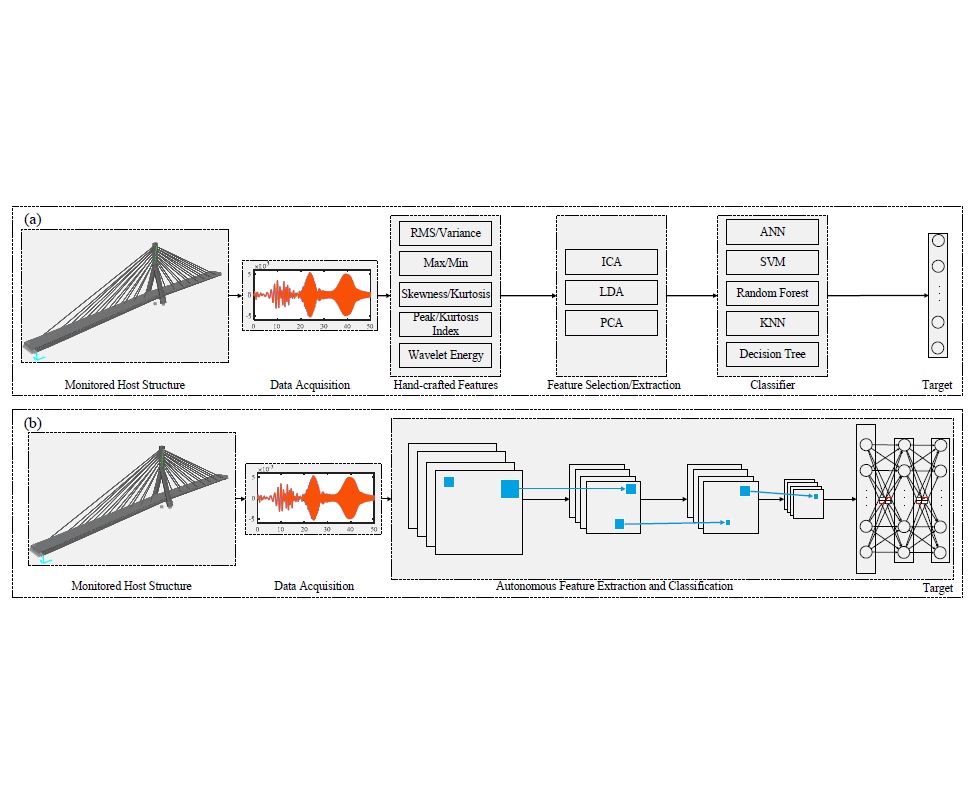 (a)
RMS/Variance
Max/Min
Skewness/Kurtosis
Peak/Kurtosis
Index
Wavelet Energy
ICA
LDA
PCA
ANN
SVM
Random Forest
KNN
Decision Tree
×10⁻³
5
0
-5
0 10 20 30 40 50
Monitored Host Structure
Data Acquisition
Hand-crafted Features
Feature Selection/Extraction
Classifier
Target
(b)
×10⁻³
5
0
-5
0 10 20 30 40 50
Monitored Host Structure
Data Acquisition
Autonomous Feature Extraction and Classification
Target